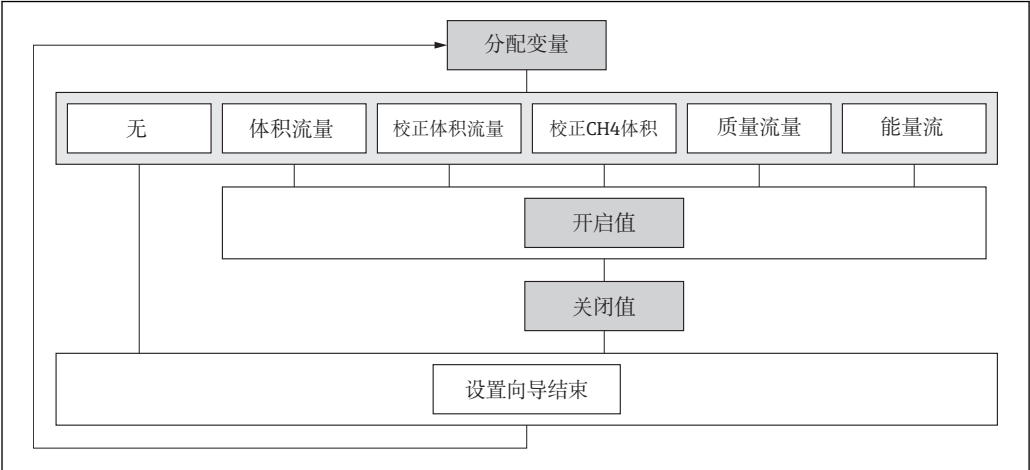 分配变量
无
体积流量
校正体积流量
校正CH4体积
质量流量
能量流
开启值
关闭值
设置向导结束